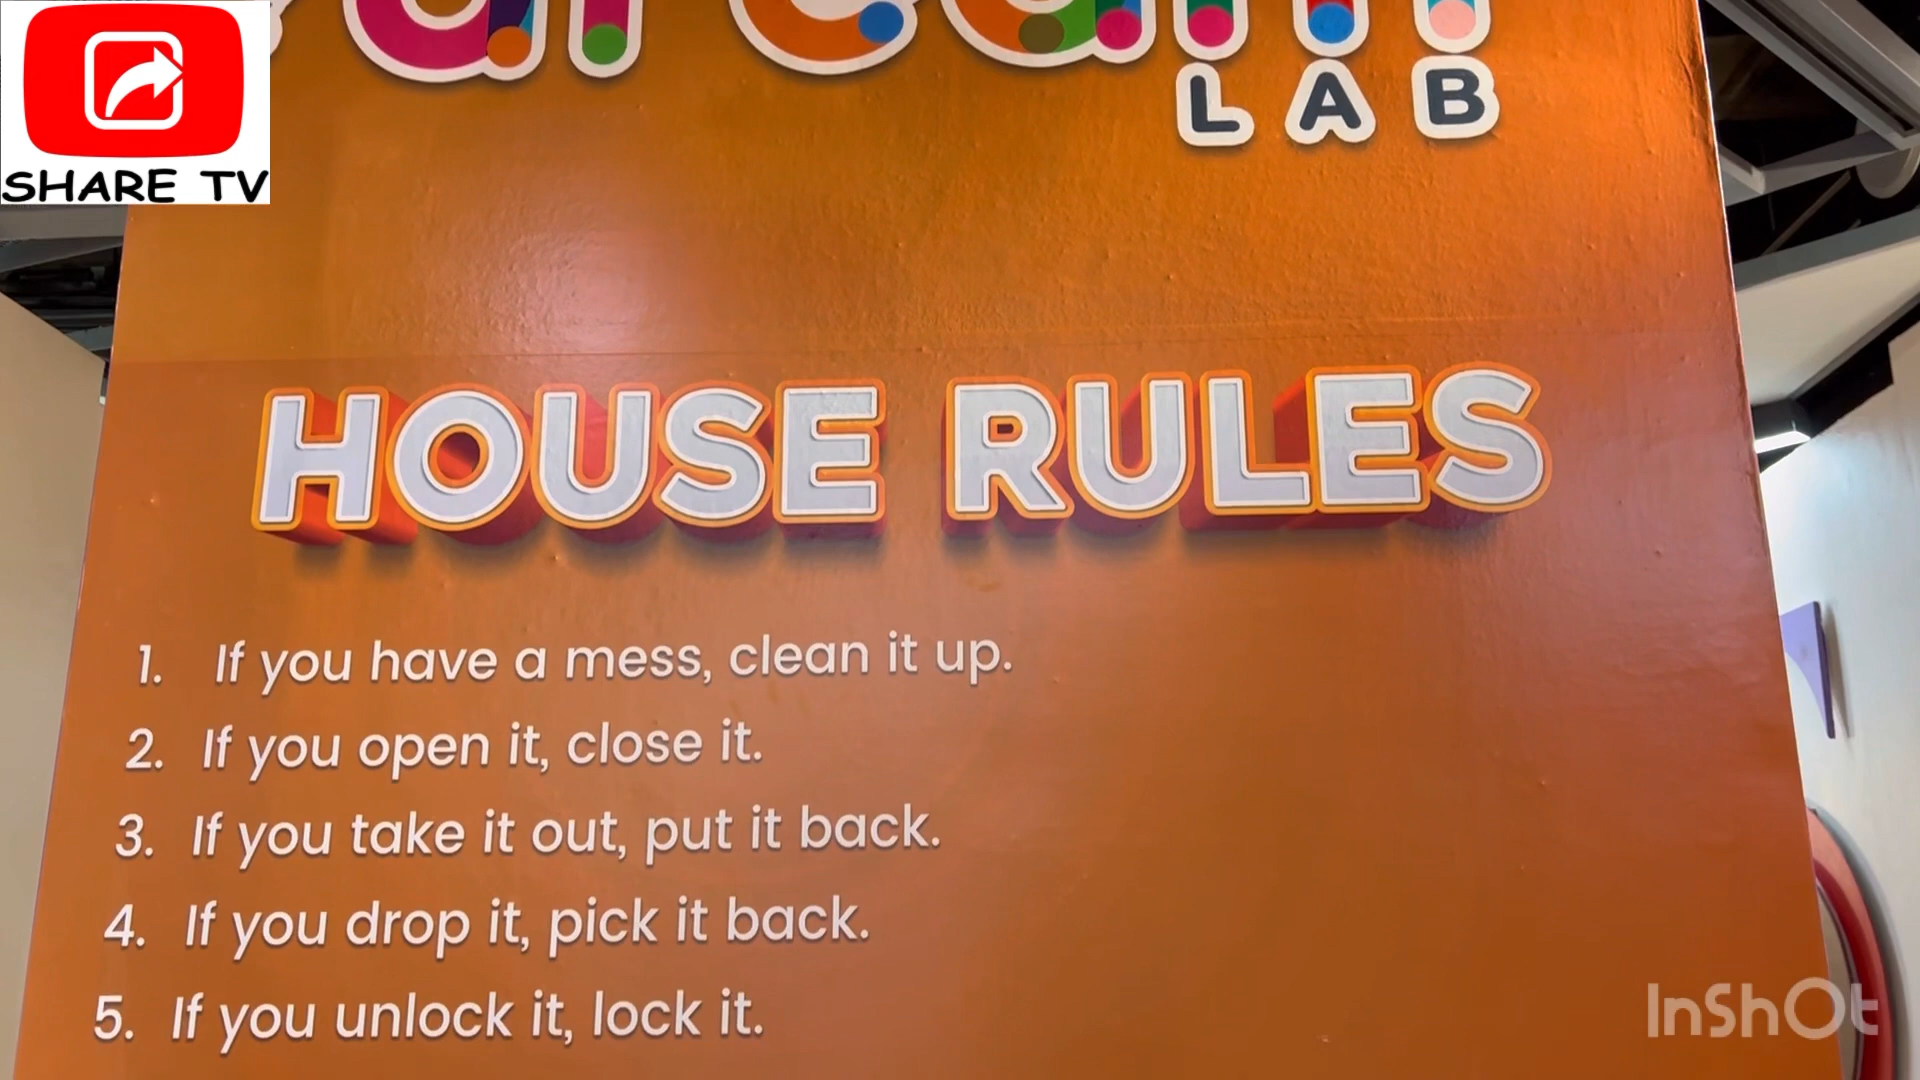 SHARE TV
LAB
HOUSE RULES
1. If you have a mess, clean it up.
2. If you open it, close it.
3. If you take it out, put it back.
4. If you drop it, pick it back.
5. If you unlock it, lock it.
InShOt